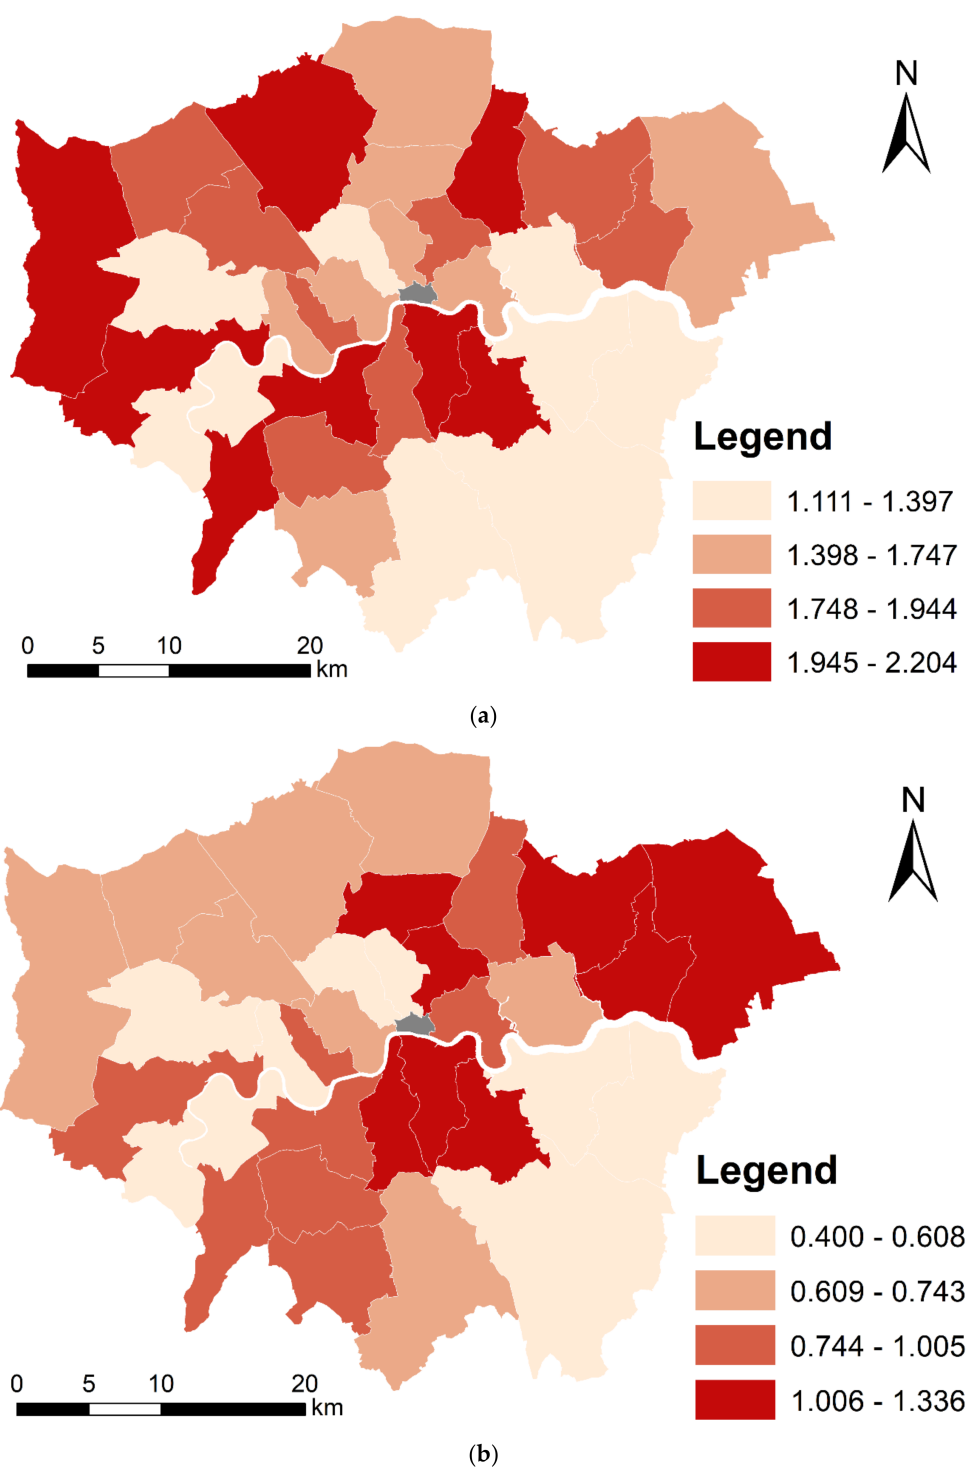 N
Legend
1.111 - 1.397
1.398 - 1.747
1.748 - 1.944
1.945 - 2.204
0 5 10 20
km
(a)
N
Legend
0.400 - 0.608
0.609 - 0.743
0.744 - 1.005
1.006 - 1.336
0 5 10 20
km
(b)